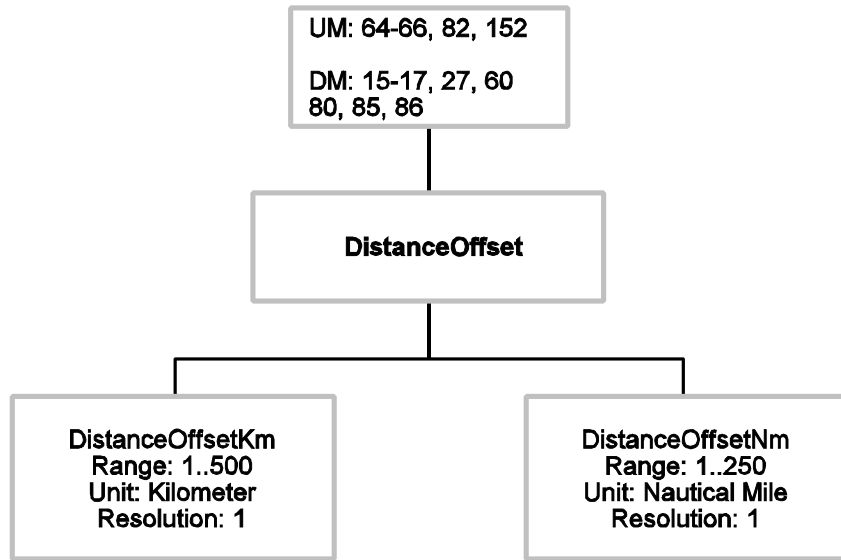 UM: 64-66, 82, 152
DM: 15-17, 27, 60
80, 85, 86
DistanceOffset
DistanceOffsetKm
Range: 1..500
Unit: Kilometer
Resolution: 1
DistanceOffsetNm
Range: 1..250
Unit: Nautical Mile
Resolution: 1